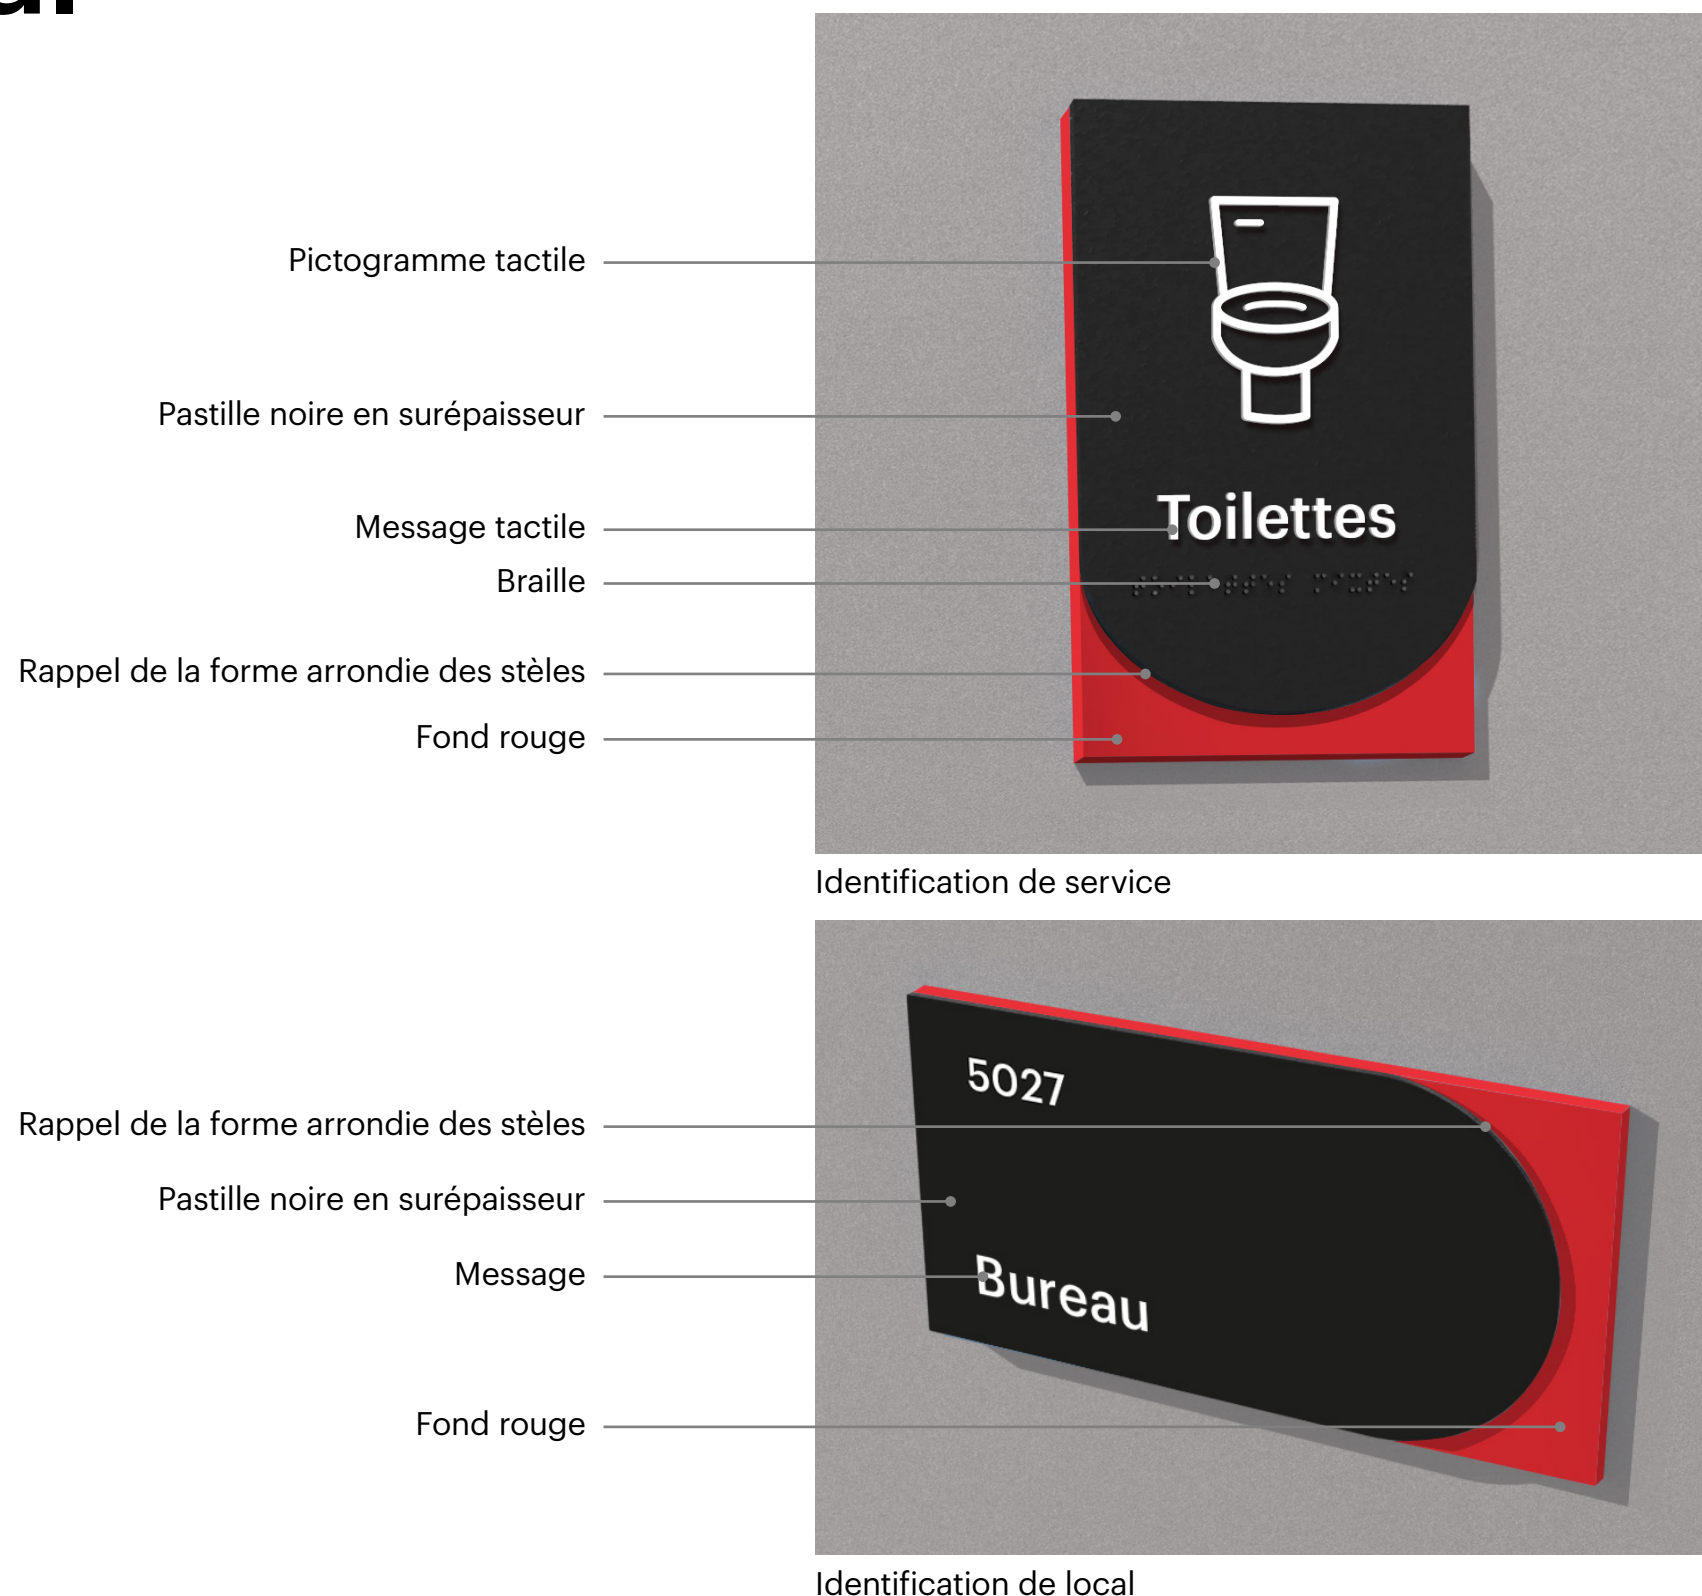 Pictogramme tactile
Pastille noire en surépaisseur
Message tactile
Braille
Rappel de la forme arrondie des stèles
Fond rouge
Toilettes
Identification de service
Rappel de la forme arrondie des stèles
Pastille noire en surépaisseur
Message
Fond rouge
5027
Bureau
Identification de local